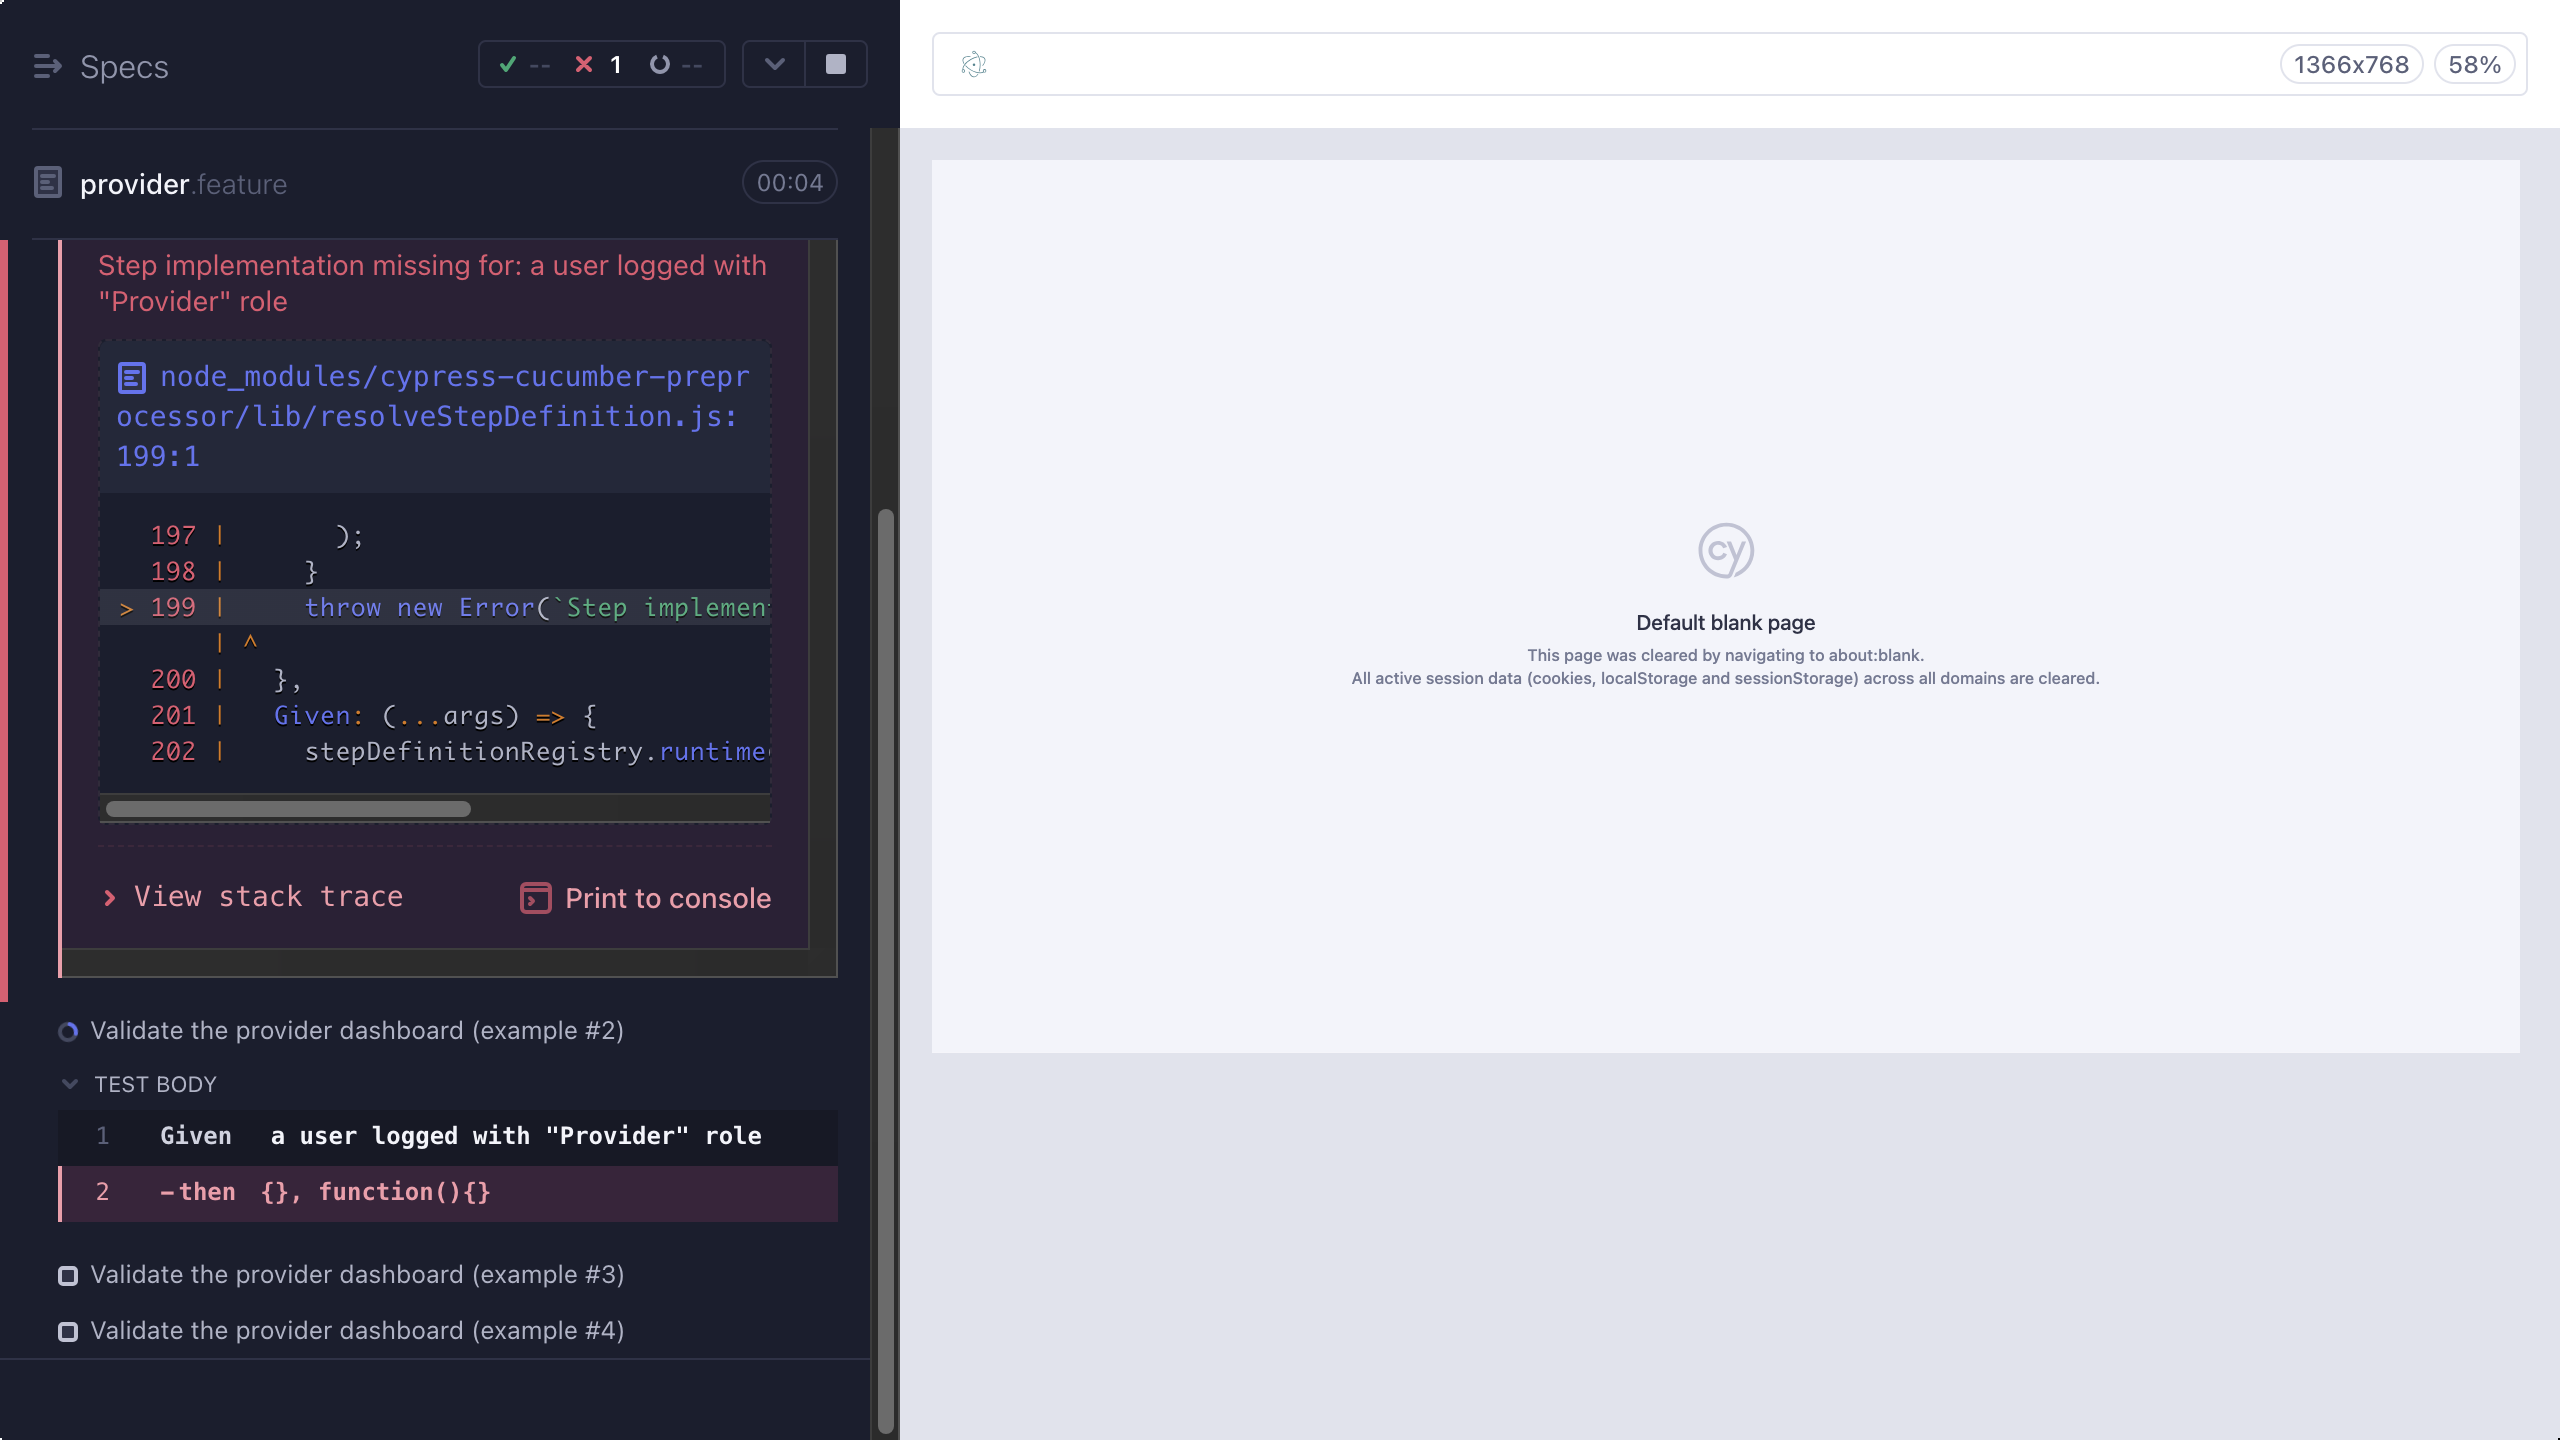 Specs
-- 1 --
provider.feature
00:04
Step implementation missing for: a user logged with
"Provider" role
node_modules/cypress-cucumber-prepr
ocessor/lib/resolveStepDefinition.js:
199:1
197 | );
198 | }
> 199 | throw new Error(`Step implemen
| ^
200 | },
201 | Given: (...args) => {
202 | stepDefinitionRegistry.runtime
> View stack trace
Print to console
Validate the provider dashboard (example #2)
TEST BODY
1 Given a user logged with "Provider" role
2 -then {}, function(){}
Validate the provider dashboard (example #3)
Validate the provider dashboard (example #4)
1366x768
58%
cy
Default blank page
This page was cleared by navigating to about:blank.
All active session data (cookies, localStorage and sessionStorage) across all domains are cleared.